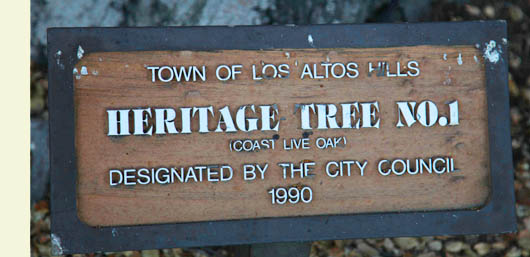 TOWN OF LOS ALTOS HILLS
HERITAGE TREE NO.1
(COAST LIVE OAK)
DESIGNATED BY THE CITY COUNCIL
1990